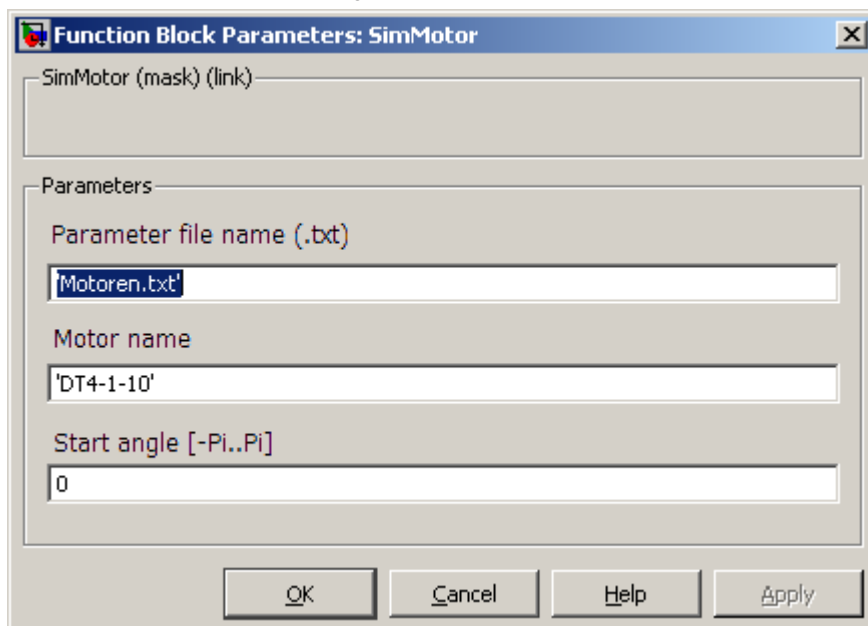 Function Block Parameters: SimMotor
SimMotor (mask) (link)
Parameters
Parameter file name (.txt)
'Motoren.txt'
Motor name
'DT4-1-10'
Start angle [-Pi..Pi]
0
OK Cancel Help Apply